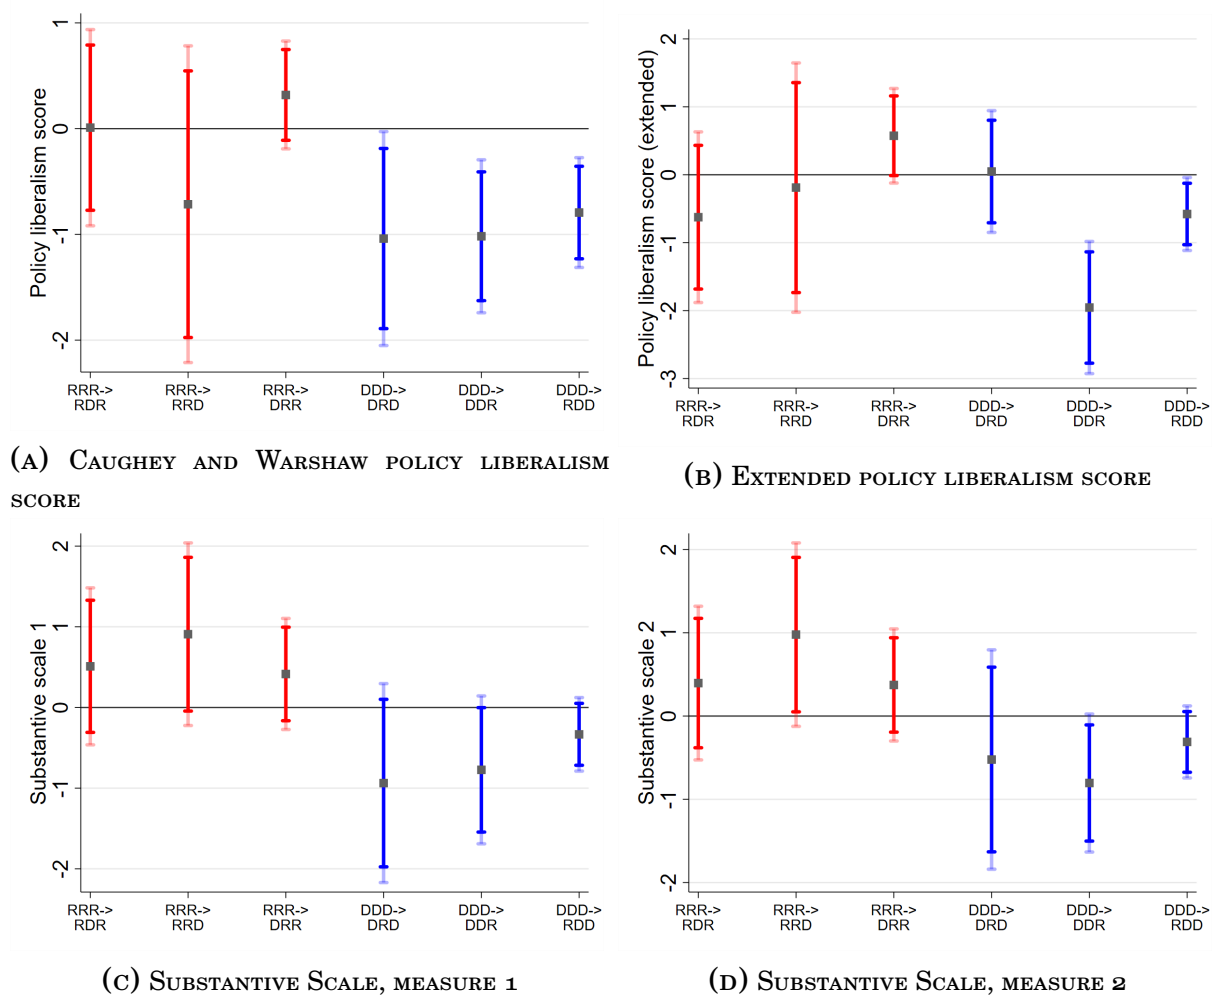 Policy liberalism score
1
0
-1
-2
RRR-> RRR-> RRR-> DDD-> DDD-> DDD->
RDR RRD DRR DRD DDR RDD
(A) Caughey and Warshaw policy liberalism
score
Policy liberalism score (extended)
2
1
0
-1
-2
-3
RRR-> RRR-> RRR-> DDD-> DDD-> DDD->
RDR RRD DRR DRD DDR RDD
(B) Extended policy liberalism score
Substantive scale 1
2
1
0
-1
-2
RRR-> RRR-> RRR-> DDD-> DDD-> DDD->
RDR RRD DRR DRD DDR RDD
(C) Substantive Scale, measure 1
Substantive scale 2
2
1
0
-1
-2
RRR-> RRR-> RRR-> DDD-> DDD-> DDD->
RDR RRD DRR DRD DDR RDD
(D) Substantive Scale, measure 2